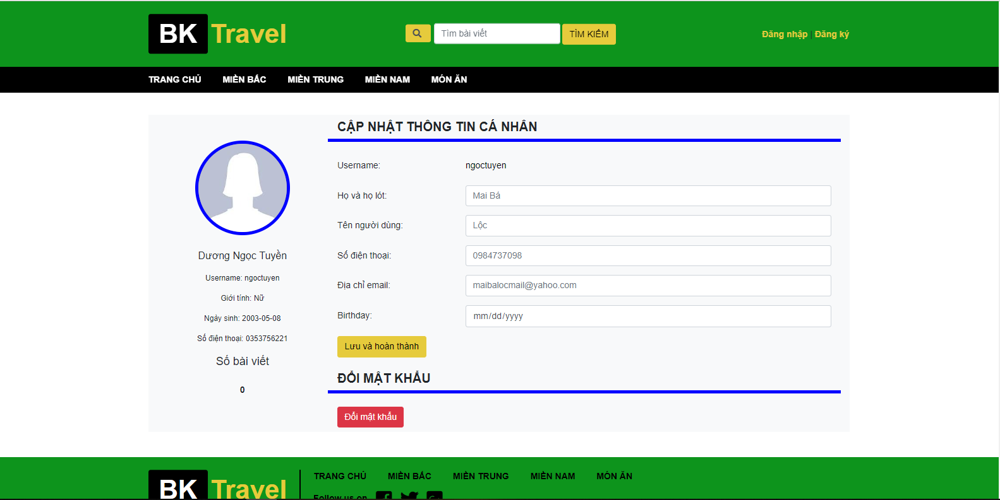 BK Travel
Tìm bài viết TÌM KIẾM
Đăng nhập | Đăng ký
TRANG CHỦ MIỀN BẮC MIỀN TRUNG MIỀN NAM MÓN ĂN
Dương Ngọc Tuyền
Username: ngoctuyen
Giới tính: Nữ
Ngày sinh: 2003-05-08
Số điện thoại: 0353756221
Số bài viết
0
CẬP NHẬT THÔNG TIN CÁ NHÂN
Username: ngoctuyen
Họ và họ lót: Mai Bá
Tên người dùng: Lộc
Số điện thoại: 0984737098
Địa chỉ email: maibalocmail@yahoo.com
Birthday: mm/dd/yyyy
Lưu và hoàn thành
ĐỔI MẬT KHẨU
Đổi mật khẩu
BK Travel
TRANG CHỦ MIỀN BẮC MIỀN TRUNG MIỀN NAM MÓN ĂN
Follow us on